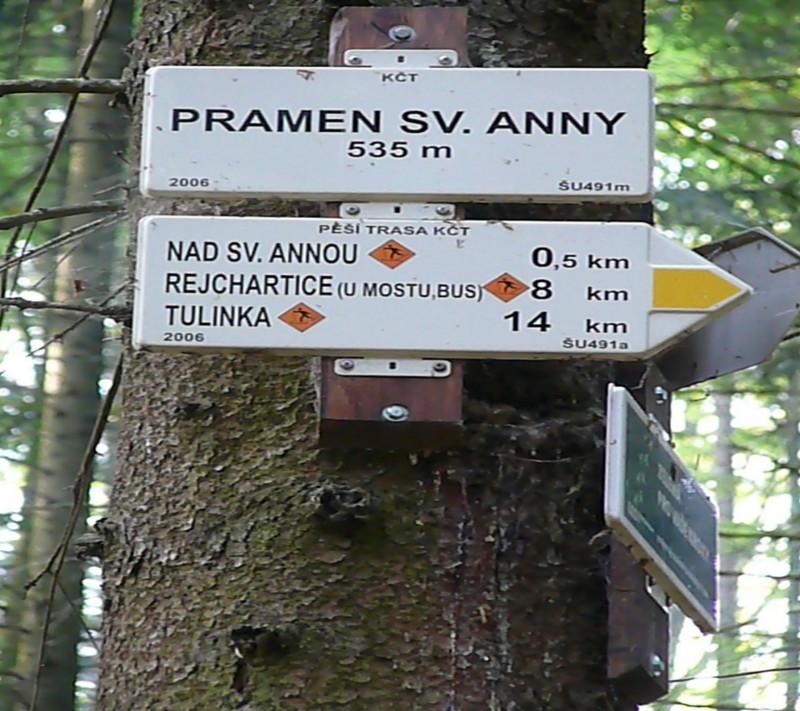 KČT
PRAMEN SV. ANNY
535 m
2006 ŠU491m
PĚŠÍ TRASA KČT
NAD SV. ANNOU 0,5 km
REJCHARTICE (U MOSTU,BUS) 8 km
TULINKA 14 km
2006 ŠU491a